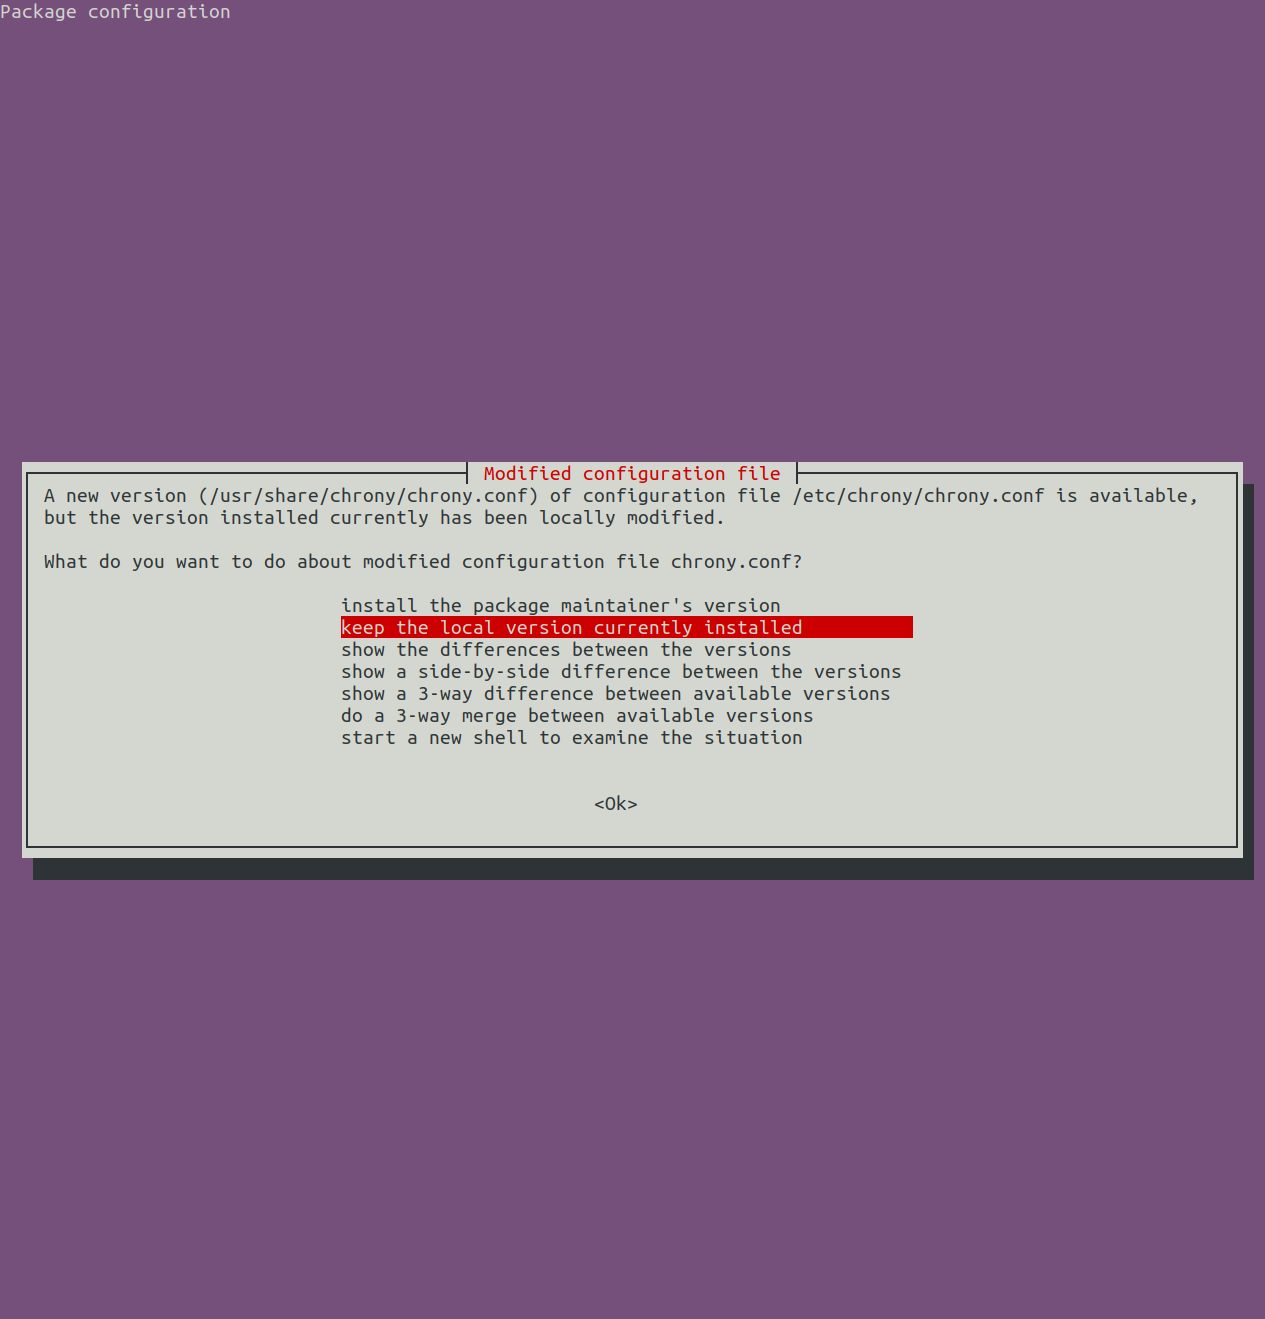 Package configuration
Modified configuration file
A new version (/usr/share/chrony/chrony.conf) of configuration file /etc/chrony/chrony.conf is available,
but the version installed currently has been locally modified.
What do you want to do about modified configuration file chrony.conf?
install the package maintainer's version
keep the local version currently installed
show the differences between the versions
show a side-by-side difference between the versions
show a 3-way difference between available versions
do a 3-way merge between available versions
start a new shell to examine the situation
<Ok>